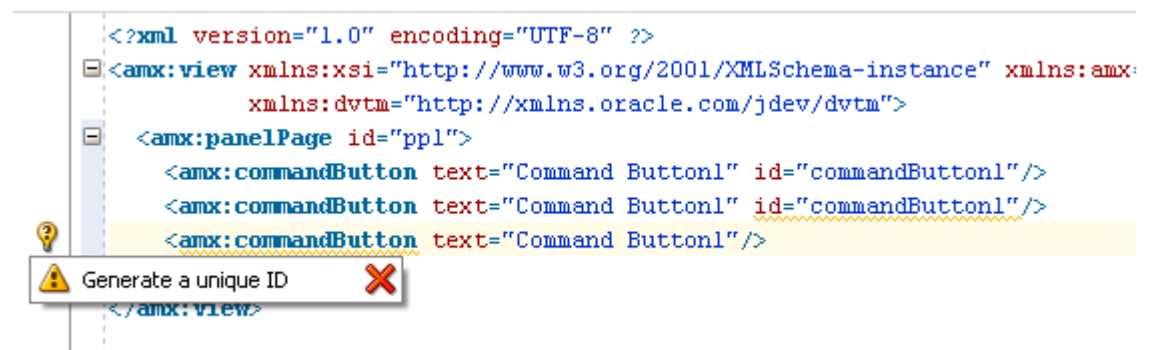 <?xml version="1.0" encoding="UTF-8" ?>
<amx:view xmlns:xsi="http://www.w3.org/2001/XMLSchema-instance" xmlns:amx
xmlns:dvtm="http://xmlns.oracle.com/jdev/dvtm">
<amx:panelPage id="pp1">
<amx:commandButton text="Command Button1" id="commandButton1"/>
<amx:commandButton text="Command Button1" id="commandButton1"/>
<amx:commandButton text="Command Button1"/>
Generate a unique ID
</amx:view>